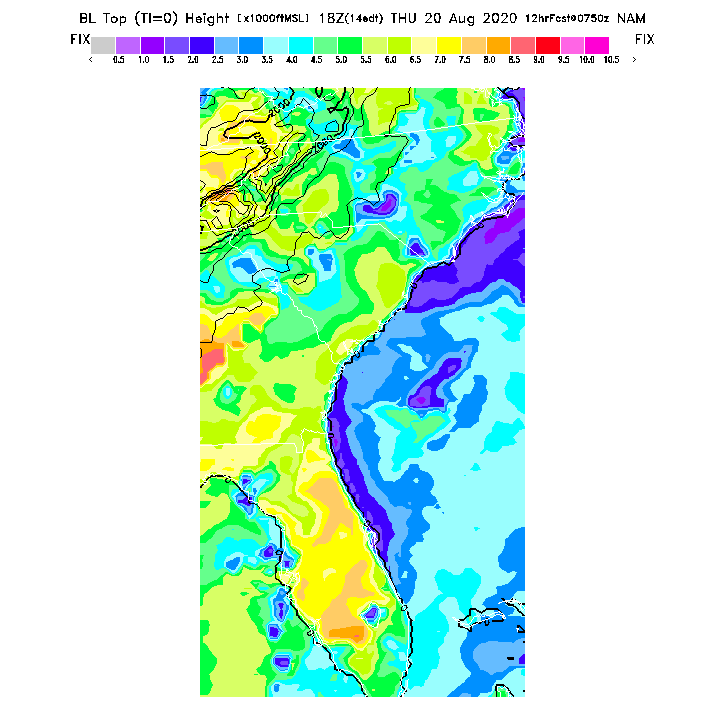 BL Top (TI=0) Height [x1000ftMSL] 18Z(14edt) THU 20 Aug 2020 12hrFcst@0750z NAM
FIX FIX
< 0.5 1.0 1.5 2.0 2.5 3.0 3.5 4.0 4.5 5.0 5.5 6.0 6.5 7.0 7.5 8.0 8.5 9.0 9.5 10.0 10.5 >
2000
2000